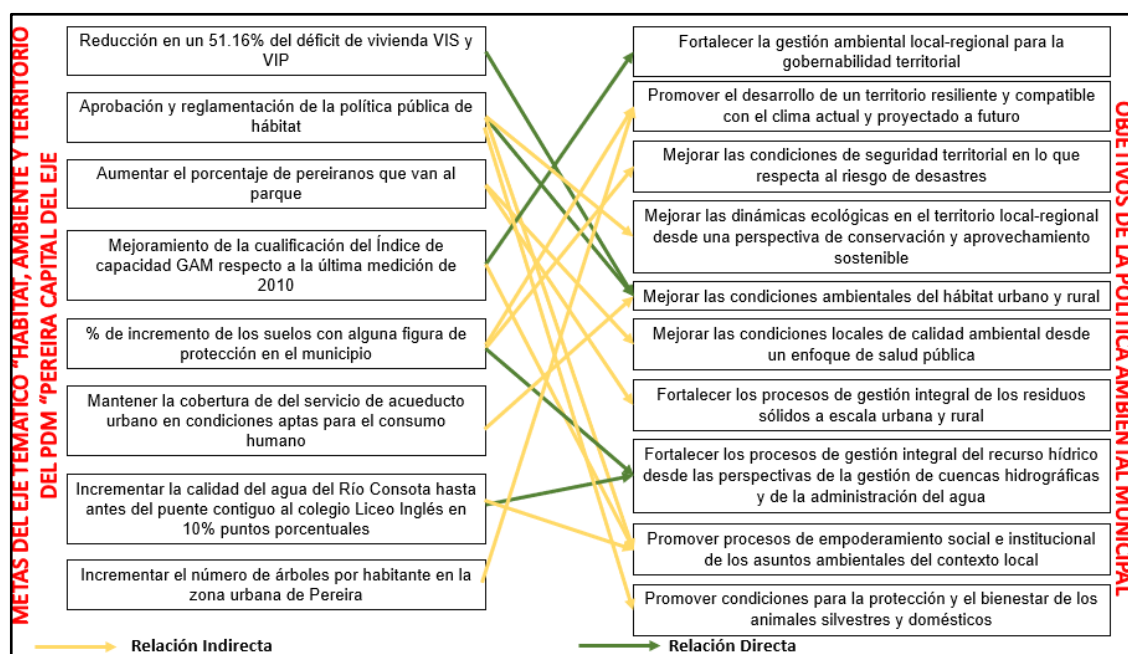 METAS DEL EJE TEMÁTICO "HÁBITAT, AMBIENTE Y TERRITORIO
DEL PDM "PEREIRA CAPITAL DEL EJE
Reducción en un 51.16% del déficit de vivienda VIS y
VIP
Aprobación y reglamentación de la política pública de
hábitat
Aumentar el porcentaje de pereiranos que van al
parque
Mejoramiento de la cualificación del Índice de
capacidad GAM respecto a la última medición de
2010
% de incremento de los suelos con alguna figura de
protección en el municipio
Mantener la cobertura de del servicio de acueducto
urbano en condiciones aptas para el consumo
humano
Incrementar la calidad del agua del Río Consota hasta
antes del puente contiguo al colegio Liceo Inglés en
10% puntos porcentuales
Incrementar el número de árboles por habitante en la
zona urbana de Pereira
Fortalecer la gestión ambiental local-regional para la
gobernabilidad territorial
Promover el desarrollo de un territorio resiliente y compatible
con el clima actual y proyectado a futuro
Mejorar las condiciones de seguridad territorial en lo que
respecta al riesgo de desastres
Mejorar las dinámicas ecológicas en el territorio local-regional
desde una perspectiva de conservación y aprovechamiento
sostenible
Mejorar las condiciones ambientales del hábitat urbano y rural
Mejorar las condiciones locales de calidad ambiental desde
un enfoque de salud pública
Fortalecer los procesos de gestión integral de los residuos
sólidos a escala urbana y rural
Fortalecer los procesos de gestión integral del recurso hídrico
desde las perspectivas de la gestión de cuencas hidrográficas
y de la administración del agua
Promover procesos de empoderamiento social e institucional
de los asuntos ambientales del contexto local
Promover condiciones para la protección y el bienestar de los
animales silvestres y domésticos
OBJETIVOS DE LA POLÍTICA AMBIENTAL MUNICIPAL
Relación Indirecta
Relación Directa